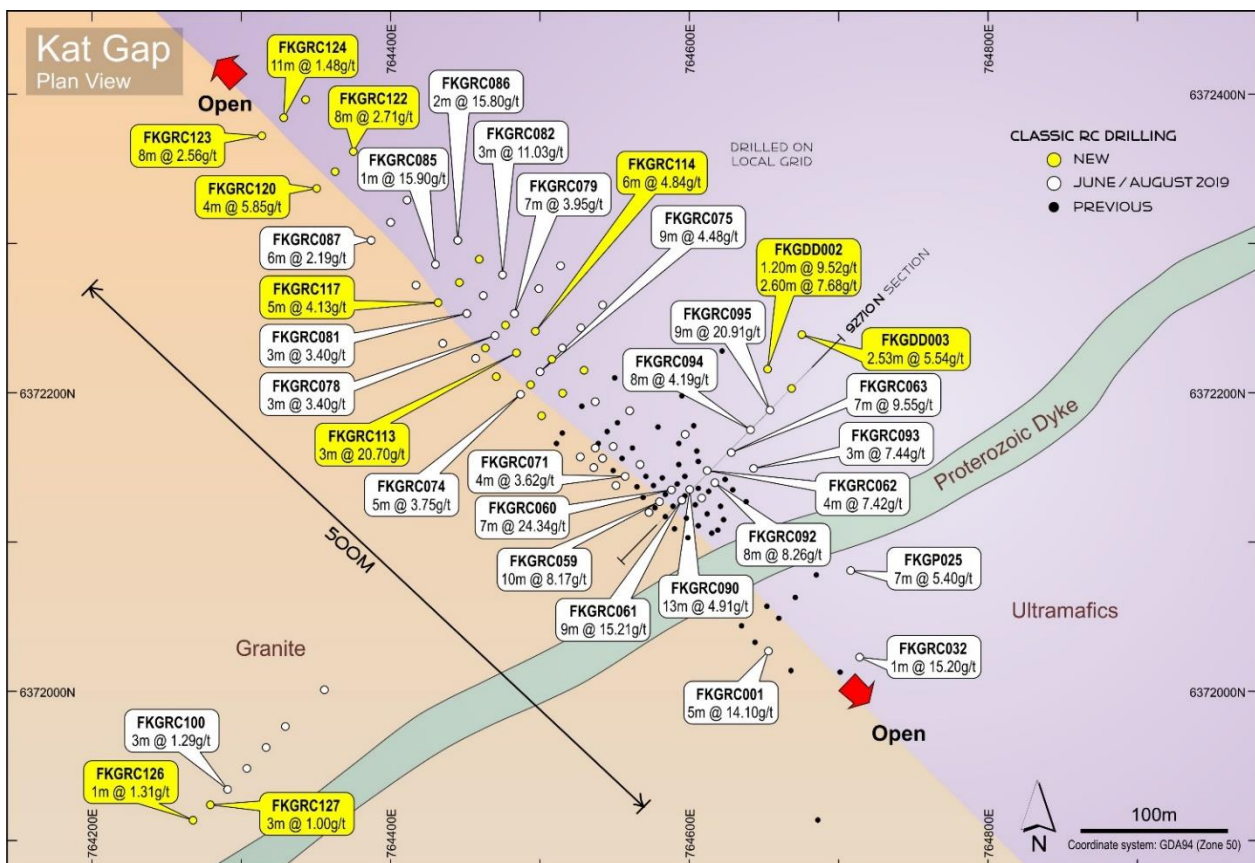 Kat Gap
Plan View
Open
FKGRC124
11m @ 1.48g/t
FKGRC122
8m @ 2.71g/t
FKGRC123
8m @ 2.56g/t
FKGRC120
4m @ 5.85g/t
FKGRC086
2m @ 15.80g/t
FKGRC082
3m @ 11.03g/t
FKGRC085
1m @ 15.90g/t
FKGRC079
7m @ 3.95g/t
FKGRC114
6m @ 4.84g/t
FKGRC075
9m @ 4.48g/t
FKGRC087
6m @ 2.19g/t
FKGRC117
5m @ 4.13g/t
FKGRC081
3m @ 3.40g/t
FKGRC078
3m @ 3.40g/t
FKGRC113
3m @ 20.70g/t
FKGRC074
5m @ 3.75g/t
FKGRC071
4m @ 3.62g/t
FKGRC060
7m @ 24.34g/t
FKGRC059
10m @ 8.17g/t
FKGRC061
9m @ 15.21g/t
FKGRC090
13m @ 4.91g/t
FKGRC092
8m @ 8.26g/t
FKGRC062
4m @ 7.42g/t
FKGRC093
3m @ 7.44g/t
FKGRC063
7m @ 9.55g/t
FKGRC094
8m @ 4.19g/t
FKGRC095
9m @ 20.91g/t
FKGDD002
1.20m @ 9.52g/t
2.60m @ 7.68g/t
FKGDD003
2.53m @ 5.54g/t
FKGP025
7m @ 5.40g/t
FKGRC032
1m @ 15.20g/t
FKGRC001
5m @ 14.10g/t
FKGRC100
3m @ 1.29g/t
FKGRC126
1m @ 1.31g/t
FKGRC127
3m @ 1.00g/t
DRILLED ON
LOCAL GRID
92710N SECTION
CLASSIC RC DRILLING
NEW
JUNE / AUGUST 2019
PREVIOUS
Proterozoic Dyke
Granite
Ultramafics
500M
Open
N
100m
Coordinate system: GDA94 (Zone 50)
764400E
764600E
764800E
6372400N
6372400N
6372200N
6372200N
6372000N
6372000N
764200E
764400E
764600E
764800E